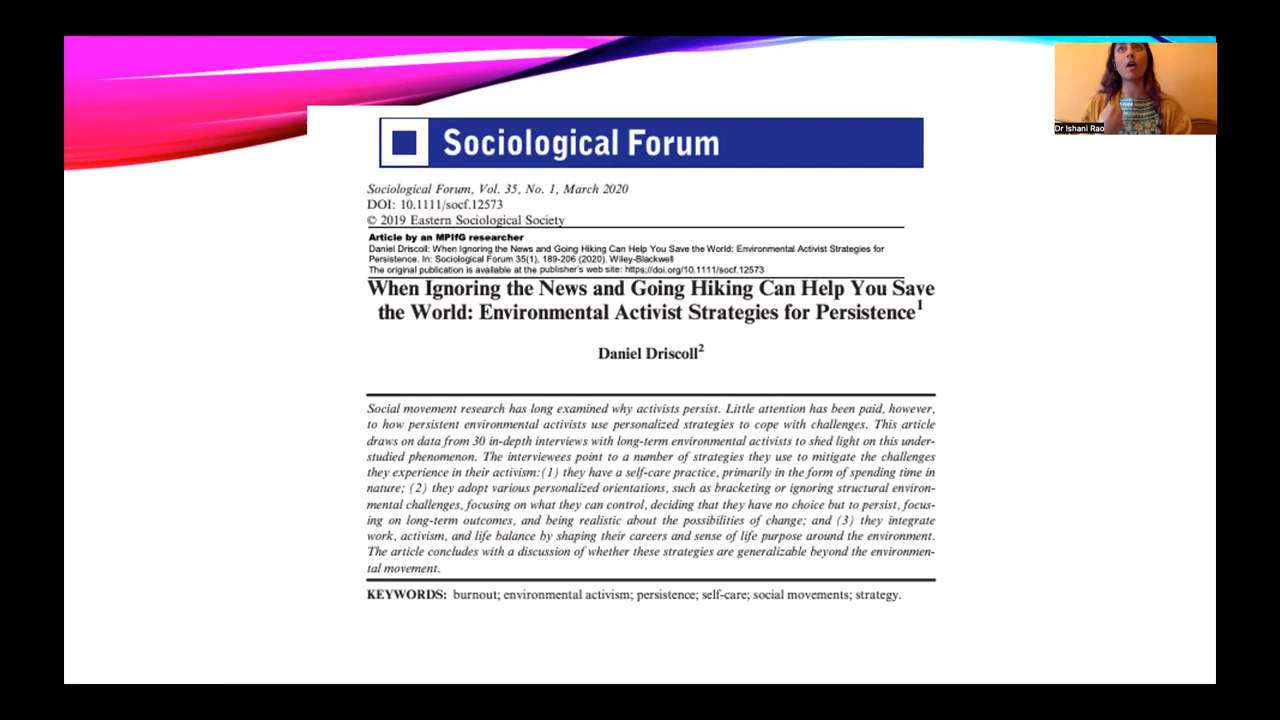 Dr Ishani Rao
Sociological Forum
Sociological Forum, Vol. 35, No. 1, March 2020
DOI: 10.1111/socf.12573
© 2019 Eastern Sociological Society
Article by an MPIfG researcher
Daniel Driscoll: When Ignoring the News and Going Hiking Can Help You Save the World: Environmental Activist Strategies for
Persistence. In: Sociological Forum 35(1), 189-206 (2020). Wiley-Blackwell
The original publication is available at the publisher's web site: https://doi.org/10.1111/socf.12573
When Ignoring the News and Going Hiking Can Help You Save
the World: Environmental Activist Strategies for Persistence1
Daniel Driscoll2
Social movement research has long examined why activists persist. Little attention has been paid, however,
to how persistent environmental activists use personalized strategies to cope with challenges. This article
draws on data from 30 in-depth interviews with long-term environmental activists to shed light on this under-
studied phenomenon. The interviewees point to a number of strategies they use to mitigate the challenges
they experience in their activism:(1) they have a self-care practice, primarily in the form of spending time in
nature; (2) they adopt various personalized orientations, such as bracketing or ignoring structural environ-
mental challenges, focusing on what they can control, deciding that they have no choice but to persist, focus-
ing on long-term outcomes, and being realistic about the possibilities of change; and (3) they integrate
work, activism, and life balance by shaping their careers and sense of life purpose around the environment.
The article concludes with a discussion of whether these strategies are generalizable beyond the environmen-
tal movement.
KEYWORDS: burnout; environmental activism; persistence; self-care; social movements; strategy.